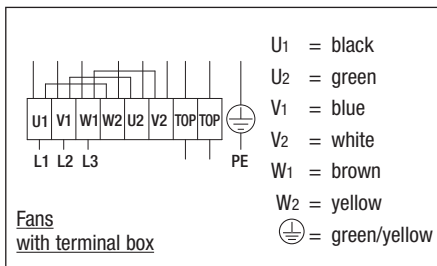 U1 V1 W1 W2 U2 V2 TOP TOP
L1 L2 L3 PE
Fans
with terminal box
U1 = black
U2 = green
V1 = blue
V2 = white
W1 = brown
W2 = yellow
⏚ = green/yellow